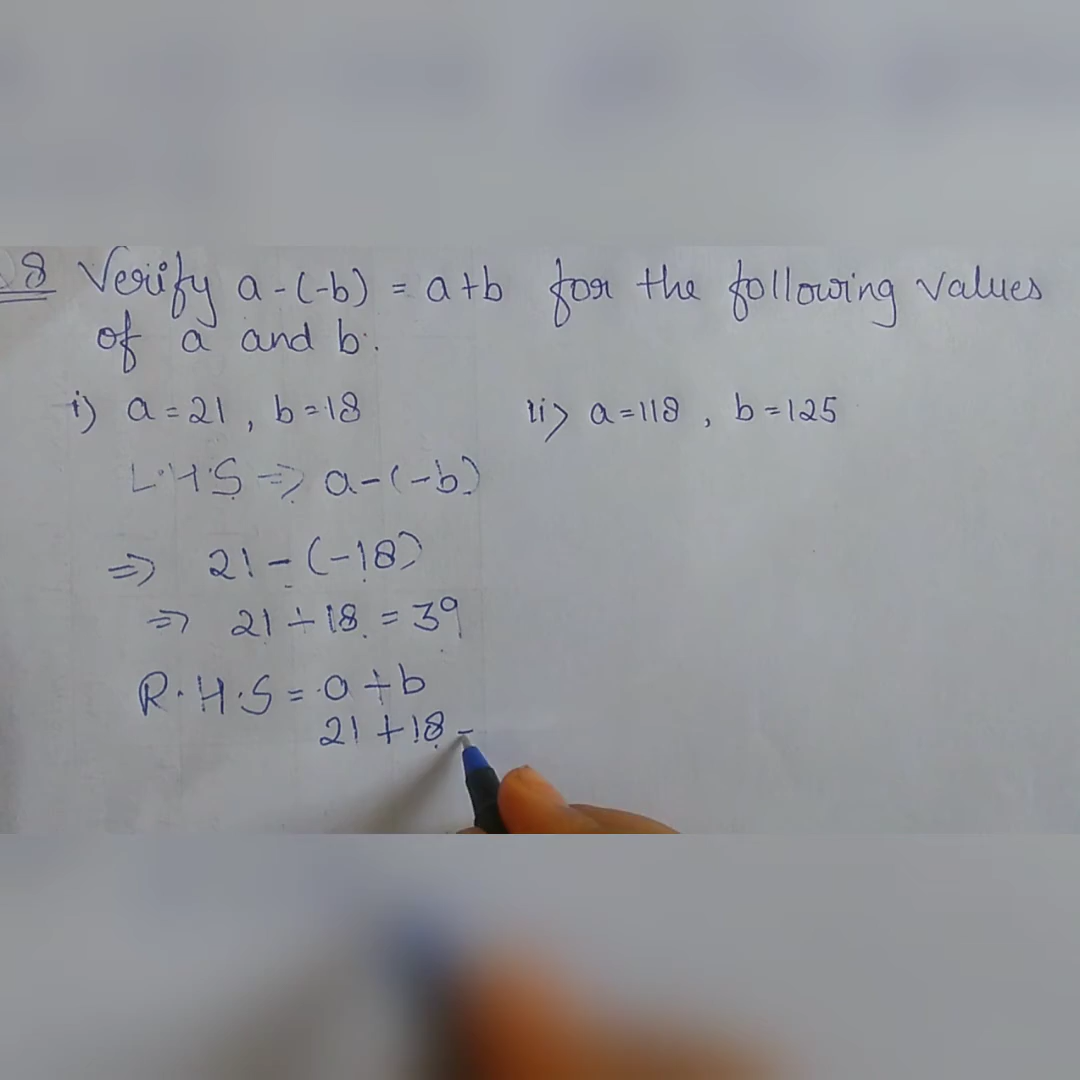 Q8 Verify a-(-b) = a+b for the following values
of a and b:
i) a=21, b=18
ii> a=118, b=125
L.H.S ⇒ a-(-b)
⇒ 21-(-18)
⇒ 21+18=39
R.H.S= a+b
21+18-